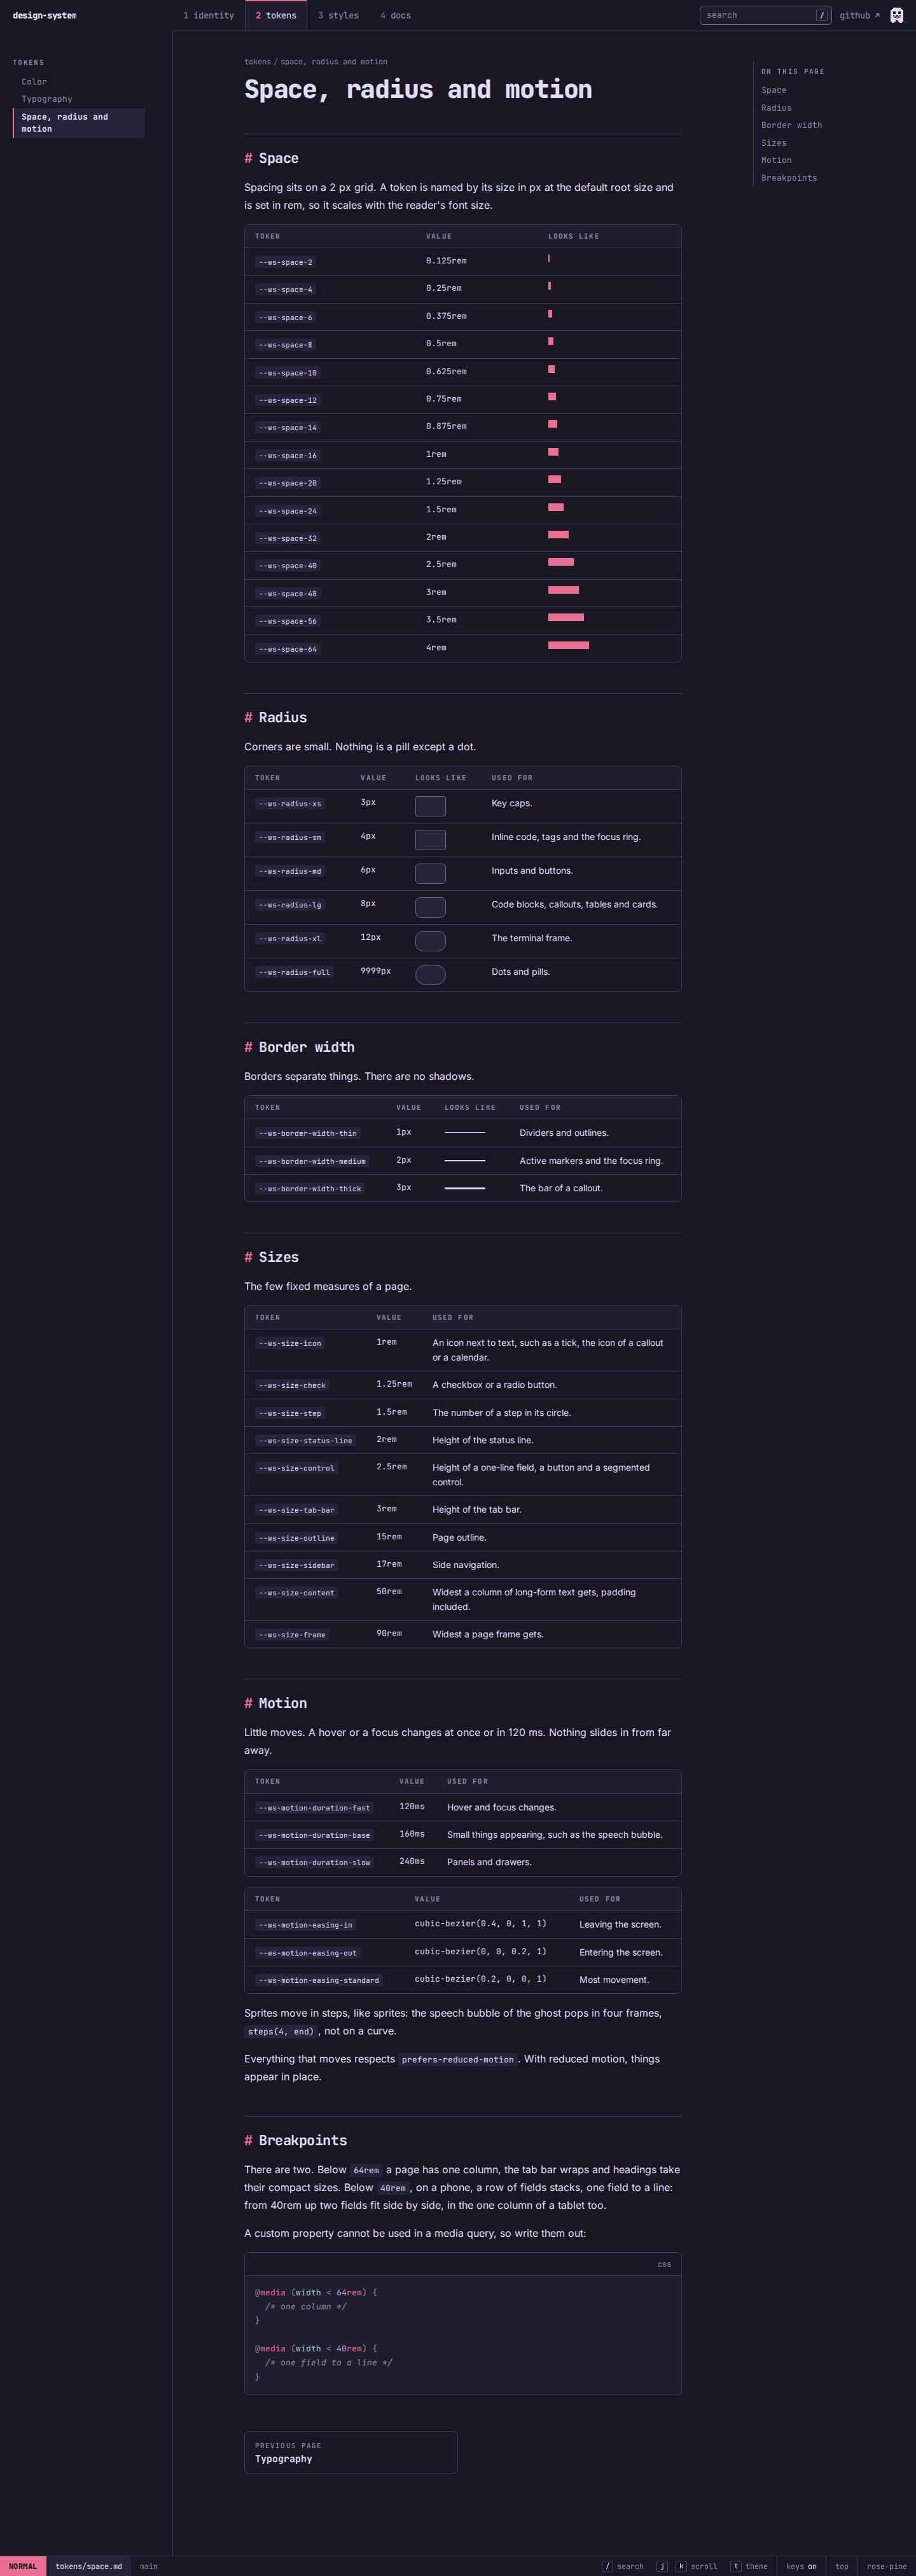 design-system
1 identity
2 tokens
3 styles
4 docs
search /
github ↗
TOKENS
Color
Typography
Space, radius and
motion
tokens / space, radius and motion
Space, radius and motion
ON THIS PAGE
Space
Radius
Border width
Sizes
Motion
Breakpoints
# Space
Spacing sits on a 2 px grid. A token is named by its size in px at the default root size and
is set in rem, so it scales with the reader's font size.
TOKEN VALUE LOOKS LIKE
--ws-space-2 0.125rem
--ws-space-4 0.25rem
--ws-space-6 0.375rem
--ws-space-8 0.5rem
--ws-space-10 0.625rem
--ws-space-12 0.75rem
--ws-space-14 0.875rem
--ws-space-16 1rem
--ws-space-20 1.25rem
--ws-space-24 1.5rem
--ws-space-32 2rem
--ws-space-40 2.5rem
--ws-space-48 3rem
--ws-space-56 3.5rem
--ws-space-64 4rem
# Radius
Corners are small. Nothing is a pill except a dot.
TOKEN VALUE LOOKS LIKE USED FOR
--ws-radius-xs 3px Key caps.
--ws-radius-sm 4px Inline code, tags and the focus ring.
--ws-radius-md 6px Inputs and buttons.
--ws-radius-lg 8px Code blocks, callouts, tables and cards.
--ws-radius-xl 12px The terminal frame.
--ws-radius-full 9999px Dots and pills.
# Border width
Borders separate things. There are no shadows.
TOKEN VALUE LOOKS LIKE USED FOR
--ws-border-width-thin 1px Dividers and outlines.
--ws-border-width-medium 2px Active markers and the focus ring.
--ws-border-width-thick 3px The bar of a callout.
# Sizes
The few fixed measures of a page.
TOKEN VALUE USED FOR
--ws-size-icon 1rem An icon next to text, such as a tick, the icon of a callout
or a calendar.
--ws-size-check 1.25rem A checkbox or a radio button.
--ws-size-step 1.5rem The number of a step in its circle.
--ws-size-status-line 2rem Height of the status line.
--ws-size-control 2.5rem Height of a one-line field, a button and a segmented
control.
--ws-size-tab-bar 3rem Height of the tab bar.
--ws-size-outline 15rem Page outline.
--ws-size-sidebar 17rem Side navigation.
--ws-size-content 50rem Widest a column of long-form text gets, padding
included.
--ws-size-frame 90rem Widest a page frame gets.
# Motion
Little moves. A hover or a focus changes at once or in 120 ms. Nothing slides in from far
away.
TOKEN VALUE USED FOR
--ws-motion-duration-fast 120ms Hover and focus changes.
--ws-motion-duration-base 160ms Small things appearing, such as the speech bubble.
--ws-motion-duration-slow 240ms Panels and drawers.
TOKEN VALUE USED FOR
--ws-motion-easing-in cubic-bezier(0.4, 0, 1, 1) Leaving the screen.
--ws-motion-easing-out cubic-bezier(0, 0, 0.2, 1) Entering the screen.
--ws-motion-easing-standard cubic-bezier(0.2, 0, 0, 1) Most movement.
Sprites move in steps, like sprites: the speech bubble of the ghost pops in four frames,
steps(4, end), not on a curve.
Everything that moves respects prefers-reduced-motion. With reduced motion, things
appear in place.
# Breakpoints
There are two. Below 64rem a page has one column, the tab bar wraps and headings take
their compact sizes. Below 40rem, on a phone, a row of fields stacks, one field to a line:
from 40rem up two fields fit side by side, in the one column of a tablet too.
A custom property cannot be used in a media query, so write them out:
css
@media (width < 64rem) {
/* one column */
}
@media (width < 40rem) {
/* one field to a line */
}
PREVIOUS PAGE
Typography
NORMAL tokens/space.md main
/ search j k scroll t theme keys on top rose-pine